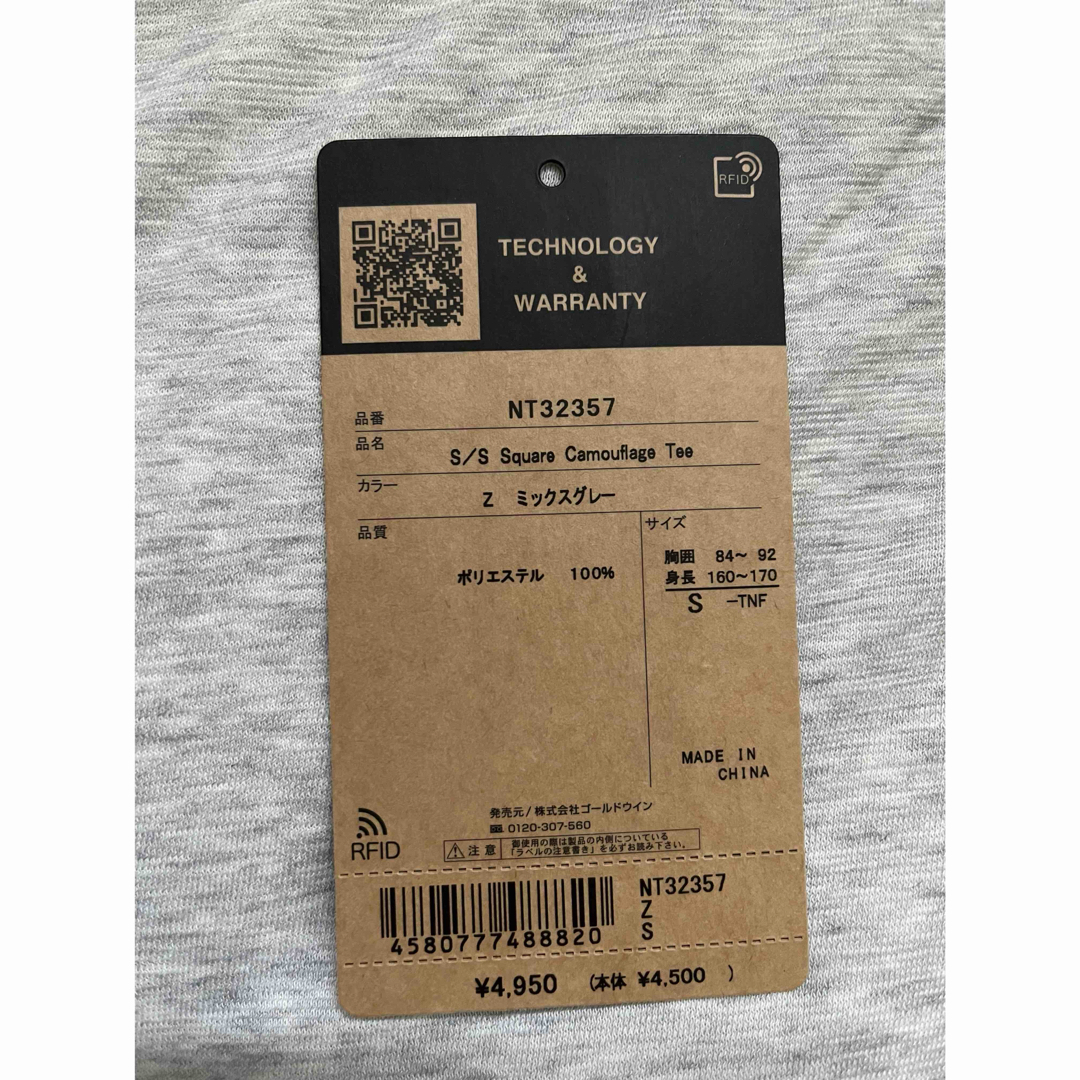 RFID
TECHNOLOGY
&
WARRANTY
品番 NT32357
品名 S/S Square Camouflage Tee
カラー Z ミックスグレー
品質
ポリエステル 100%
サイズ
胸囲 84~ 92
身長 160~170
S -TNF
MADE IN
CHINA
RFID
発売元/株式会社ゴールドウイン
0120-307-560
注意
御使用の際は製品の内側についている
「ラベルの注意書き」を必ずお読み下さい。
4580777488820
NT32357
Z
S
¥4,950 (本体 ¥4,500 )